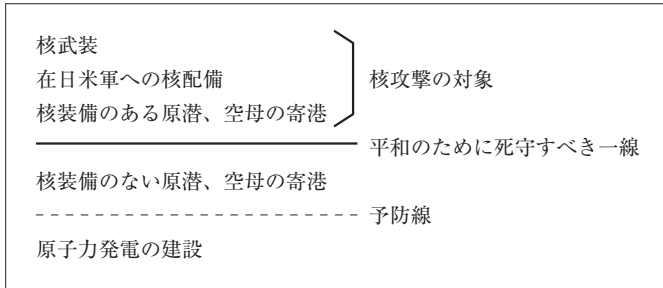 核武装
在日米軍への核配備
核攻撃の対象
核装備のある原潜、空母の寄港
平和のために死守すべき一線
核装備のない原潜、空母の寄港
予防線
原子力発電の建設